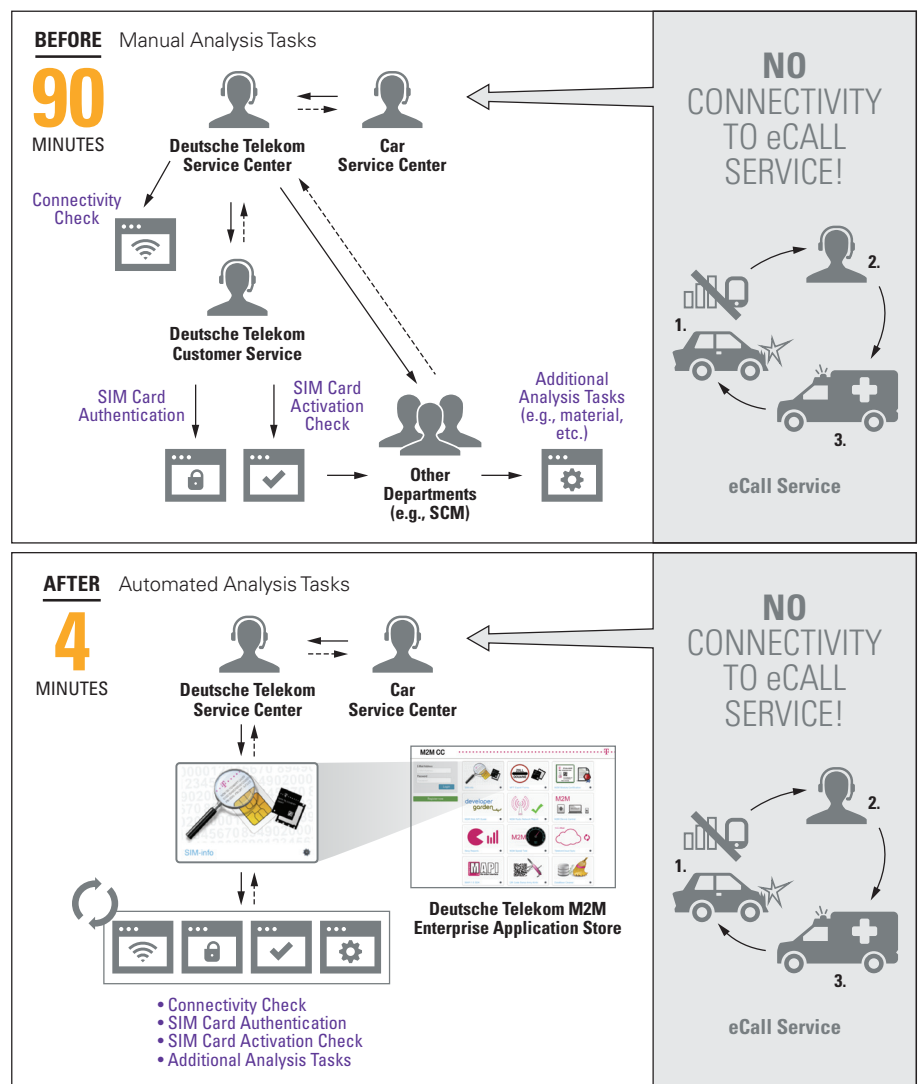 BEFORE Manual Analysis Tasks
90
MINUTES
Deutsche Telekom
Service Center
Car
Service Center
Connectivity
Check
Deutsche Telekom
Customer Service
SIM Card
Authentication
SIM Card
Activation
Check
Other
Departments
(e.g., SCM)
Additional
Analysis Tasks
(e.g., material,
etc.)
NO
CONNECTIVITY
TO eCALL
SERVICE!
1.
2.
3.
eCall Service
AFTER Automated Analysis Tasks
4
MINUTES
Deutsche Telekom
Service Center
Car
Service Center
SIM-info
M2M CC
developer
garden
M2M
M2M
MAPI
Deutsche Telekom M2M
Enterprise Application Store
• Connectivity Check
• SIM Card Authentication
• SIM Card Activation Check
• Additional Analysis Tasks
NO
CONNECTIVITY
TO eCALL
SERVICE!
1.
2.
3.
eCall Service